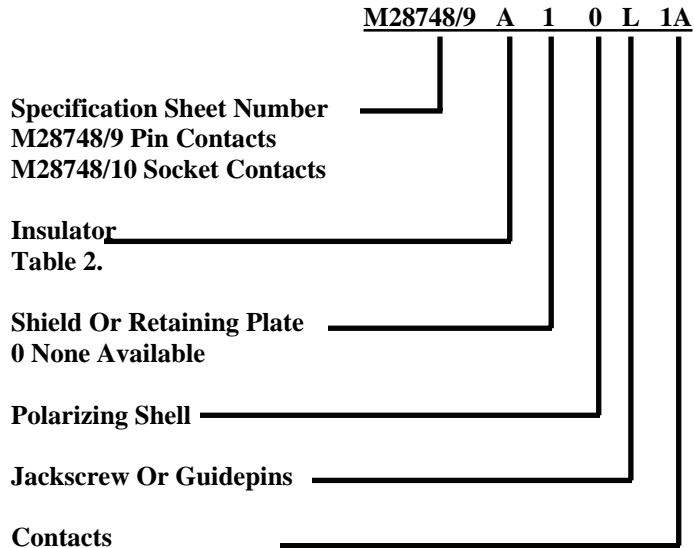 M28748/9 A 1 0 L 1A
Specification Sheet Number
M28748/9 Pin Contacts
M28748/10 Socket Contacts
Insulator
Table 2.
Shield Or Retaining Plate
0 None Available
Polarizing Shell
Jackscrew Or Guidepins
Contacts